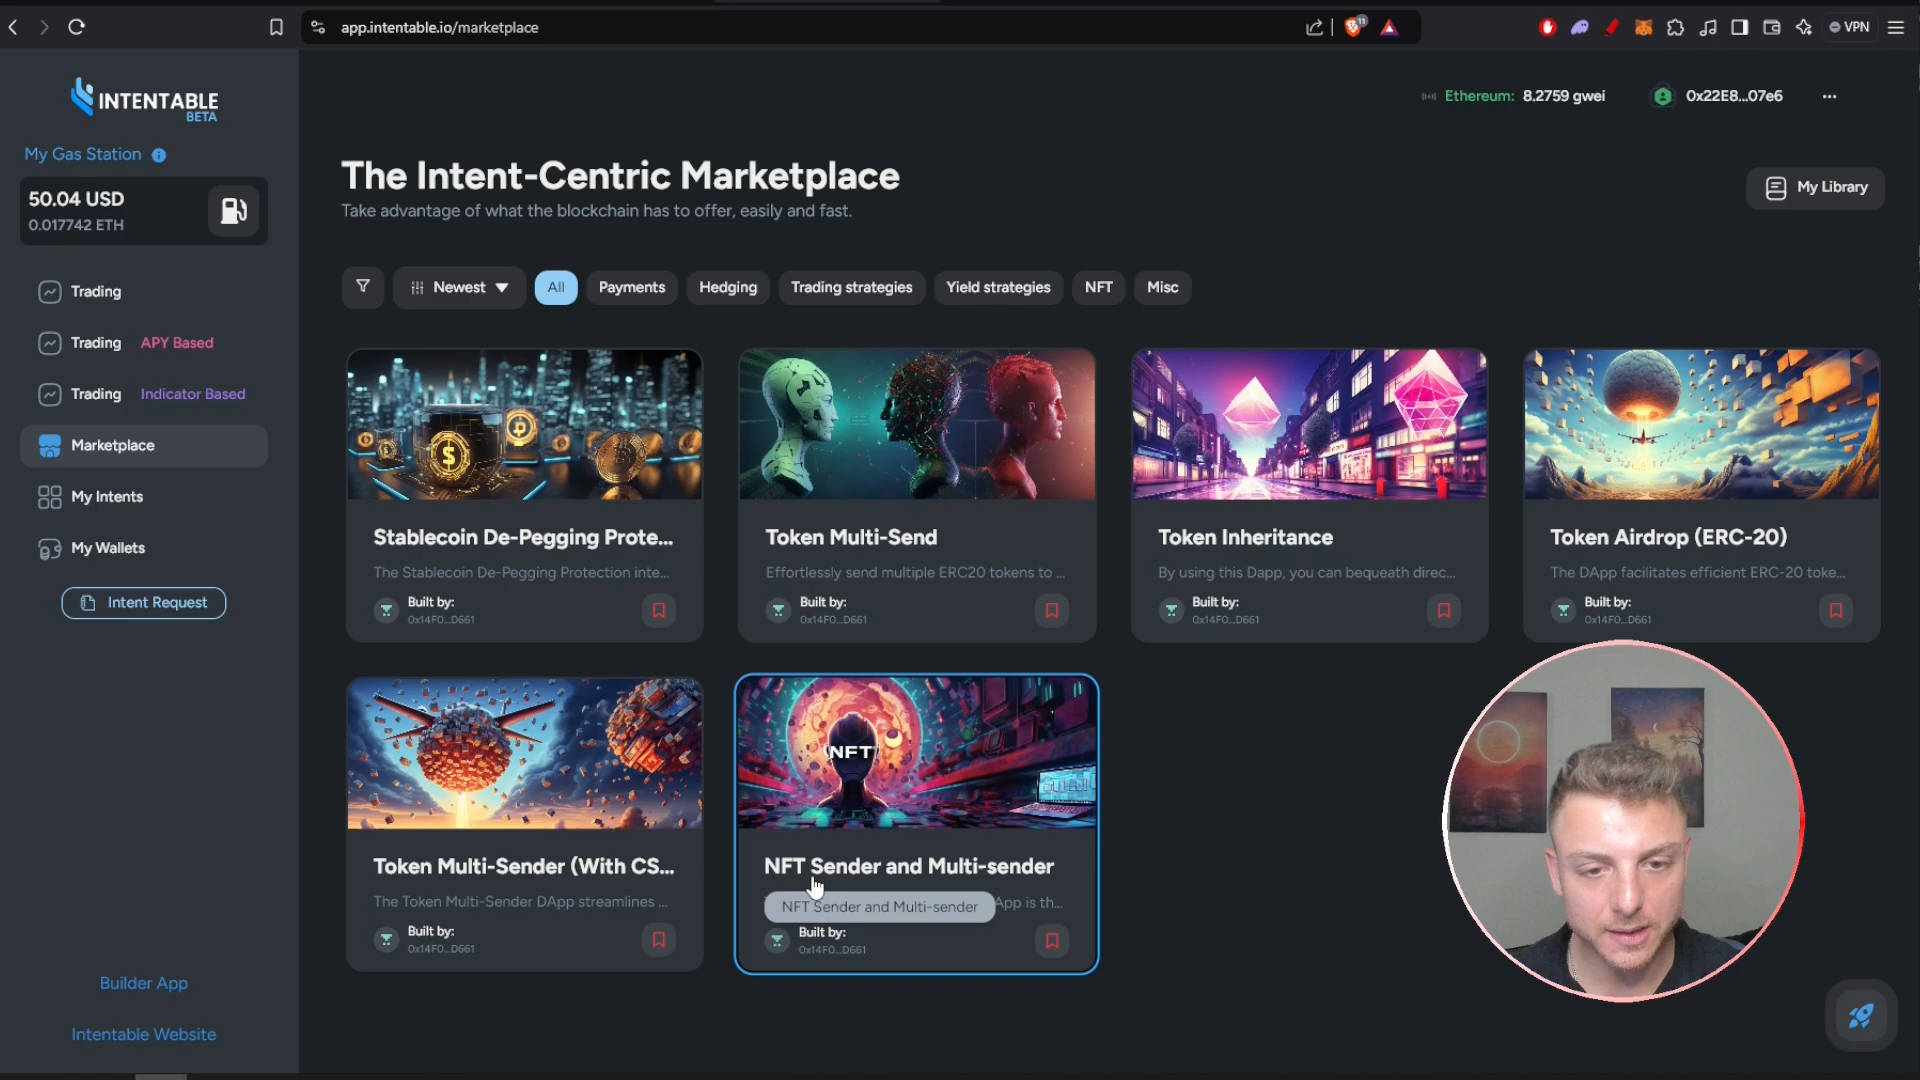 app.intentable.io/marketplace
11
VPN
INTENTABLE
BETA
Ethereum: 8.2759 gwei
0x22E8...07e6
My Gas Station
50.04 USD
0.017742 ETH
The Intent-Centric Marketplace
Take advantage of what the blockchain has to offer, easily and fast.
My Library
Trading
Trading APY Based
Trading Indicator Based
Marketplace
My Intents
My Wallets
Intent Request
Builder App
Intentable Website
Newest
All
Payments
Hedging
Trading strategies
Yield strategies
NFT
Misc
Stablecoin De-Pegging Prote...
The Stablecoin De-Pegging Protection inte...
Built by:
0x14F0...D661
Token Multi-Send
Effortlessly send multiple ERC20 tokens to ...
Built by:
0x14F0...D661
Token Inheritance
By using this Dapp, you can bequeath direc...
Built by:
0x14F0...D661
Token Airdrop (ERC-20)
The DApp facilitates efficient ERC-20 toke...
Built by:
0x14F0...D661
Token Multi-Sender (With CS...
The Token Multi-Sender DApp streamlines ...
Built by:
0x14F0...D661
NFT
NFT Sender and Multi-sender
NFT Sender and Multi-sender
App is th...
Built by:
0x14F0...D661